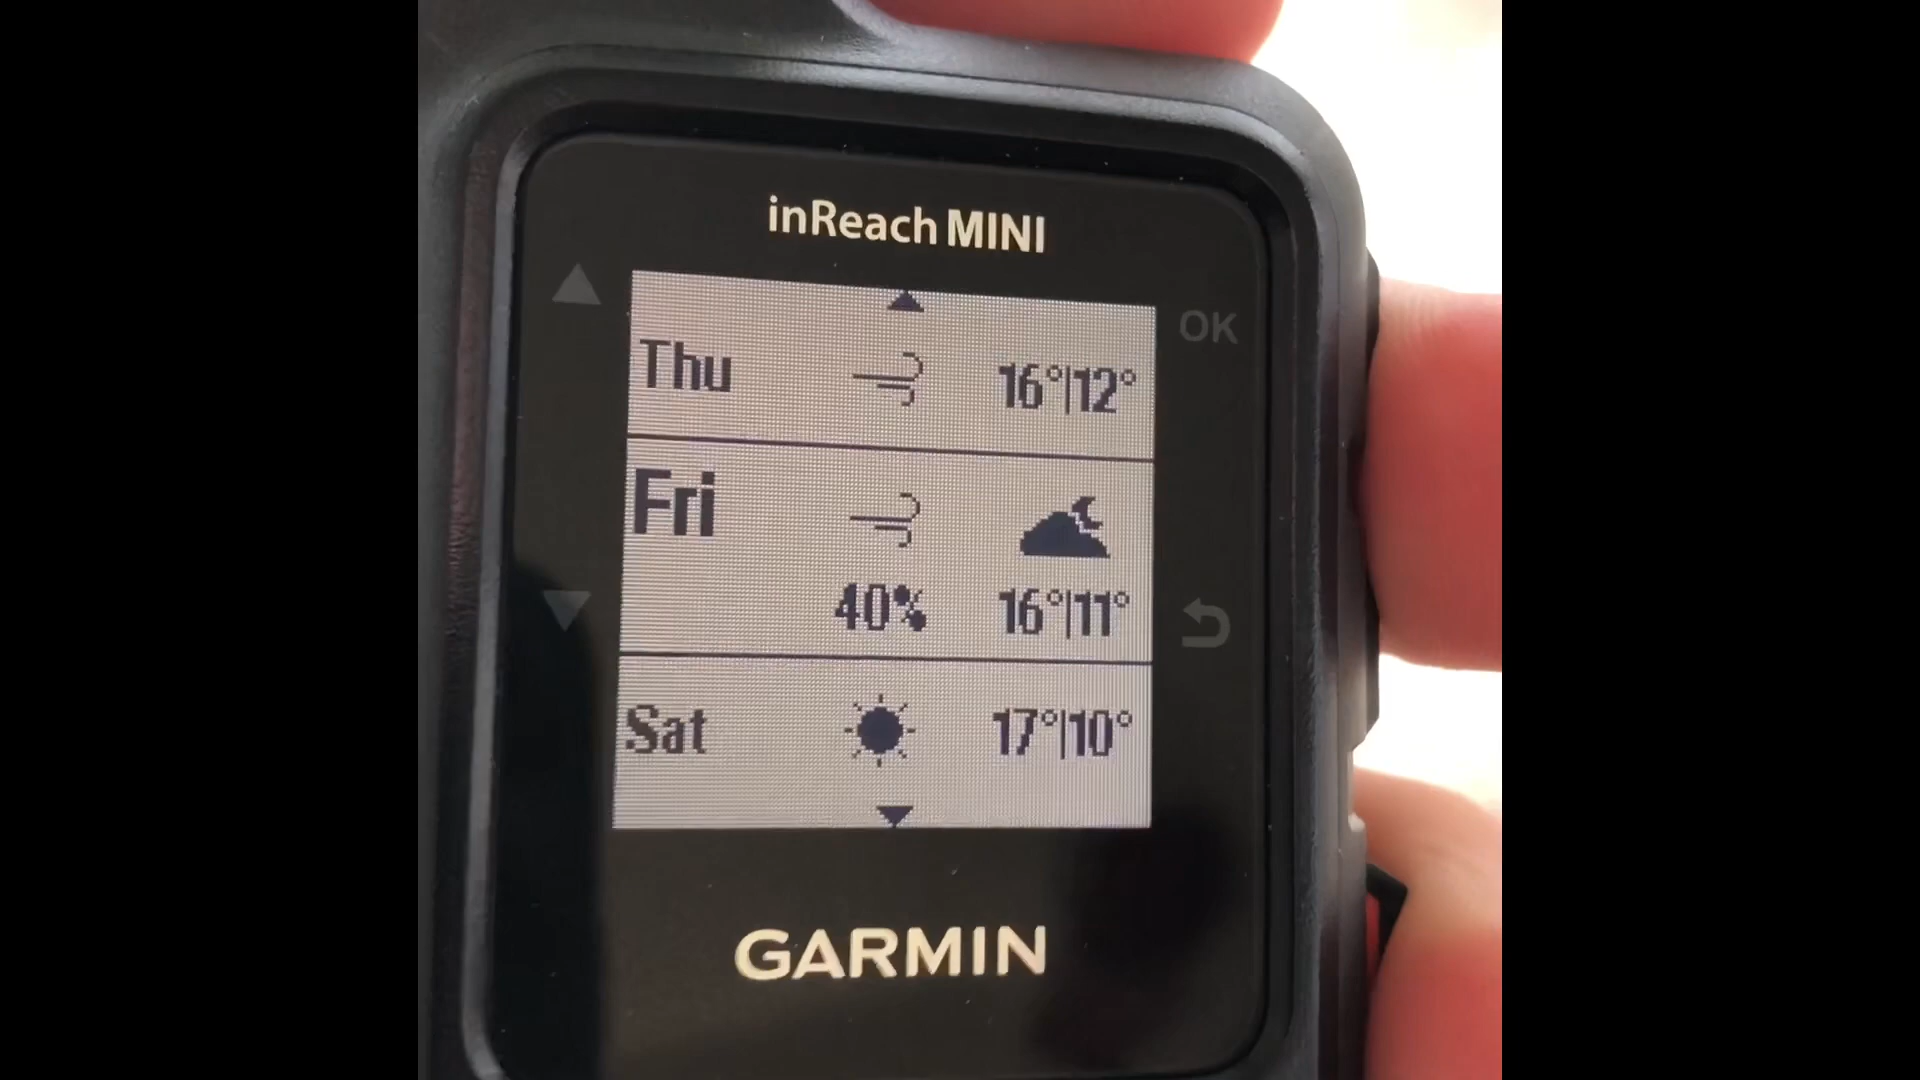 inReach MINI
OK
Thu 16°|12°
Fri
40% 16°|11°
Sat 17°|10°
GARMIN